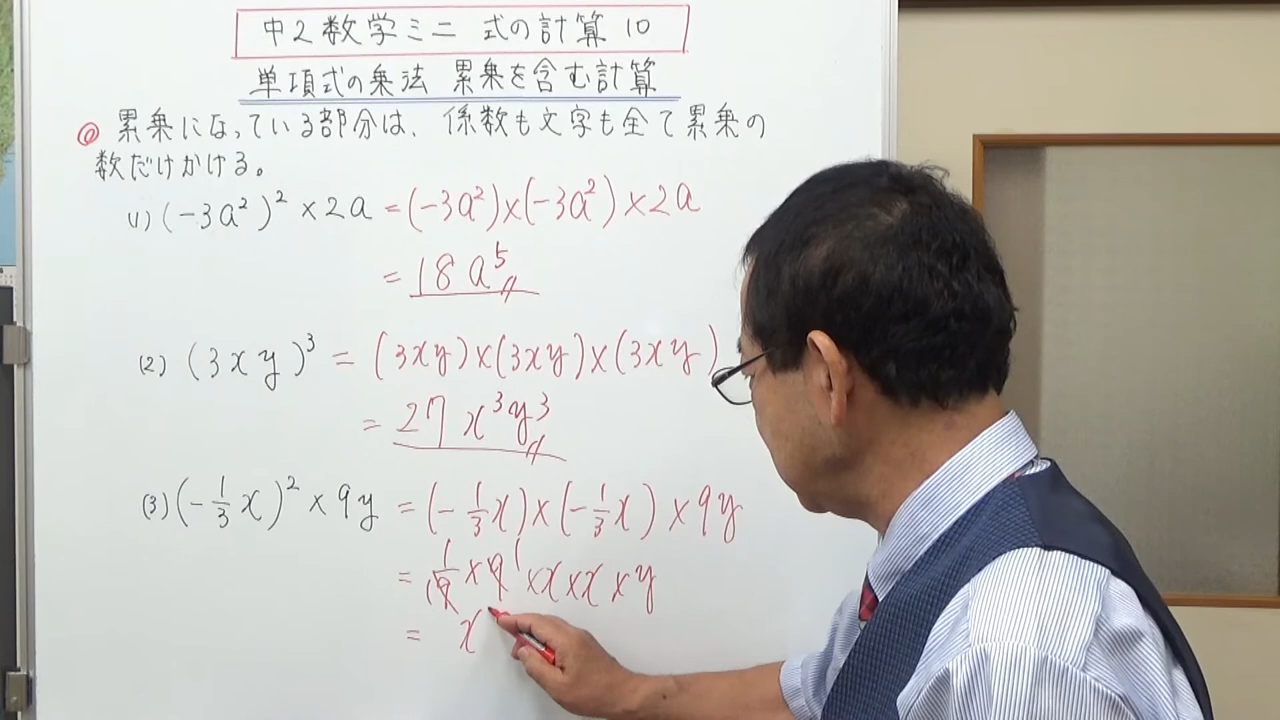 中2数学ミニ 式の計算 10
単項式の乗法 累乗を含む計算
◎ 累乗になっている部分は、係数も文字も全て累乗の
数だけかける。
(1) (-3a²)² × 2a = (-3a²)×(-3a²)×2a
= 18a⁵
(2) (3xy)³ = (3xy)×(3xy)×(3xy)
= 27x³y³
(3) (-1/3 x)² × 9y = (-1/3 x)×(-1/3 x)×9y
= 1/9 × 9 × x × x × y
= x